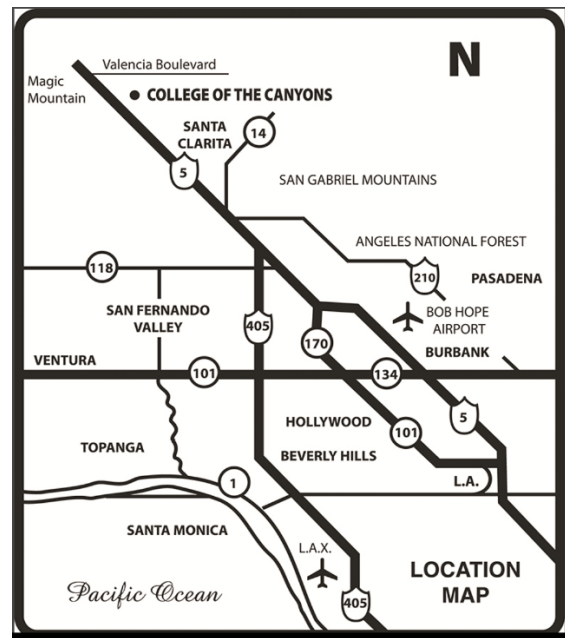 N
Valencia Boulevard
Magic
Mountain
COLLEGE OF THE CANYONS
SANTA
CLARITA
14
5
SAN GABRIEL MOUNTAINS
ANGELES NATIONAL FOREST
118
210
PASADENA
SAN FERNANDO
VALLEY
405
BOB HOPE
AIRPORT
170
BURBANK
VENTURA
101
134
HOLLYWOOD
101
5
TOPANGA
BEVERLY HILLS
1
L.A.
SANTA MONICA
L.A.X.
LOCATION
MAP
Pacific Ocean
405